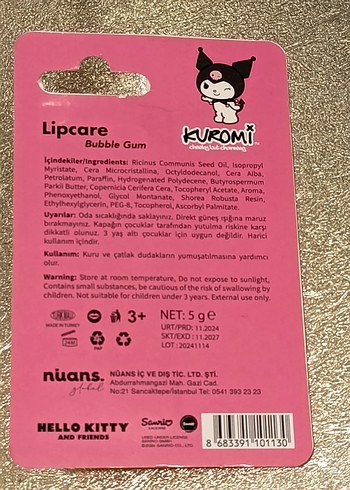 KUROMI
Lipcare
Bubble Gum
İçindekiler/Ingredients: Ricinus Communis Seed Oil, Isopropyl
Myristate, Cera Microcristallina, Octyldodecanol, Cera Alba,
Petrolatum, Paraffin, Hydrogenated Polydecene, Butyrospermum
Parkii Butter, Copernicia Cerifera Cera, Tocopheryl Acetate, Aroma,
Phenoxyethanol, Glycol Montanate, Shorea Robusta Resin,
Ethylhexylglycerin, PEG-8, Tocopherol, Ascorbyl Palmitate.
Uyarılar: Oda sıcaklığında saklayınız. Direkt güneş ışığına maruz
bırakmayınız. Kapağın çocuklar tarafından yutulma riskine karşı
dikkatli olunuz. 3 yaş altı çocuklar için uygun değildir. Harici
kullanım içindir.
Kullanım: Kuru ve çatlak dudakların yumuşatılmasına yardımcı
olur.
Warning: Store at room temperature, Do not expose to sunlight,
Contains small substances, be cautious of the risk of swallowing by
children. Not suitable for children under 3 years. External use only.
3+
NET: 5 g e
MADE IN TURKEY
URT/PRD: 11.2024
SKT/EXP: 11.2027
LOT : 20241114
24M
nüans.
global
NÜANS İÇ VE DIŞ TİC. LTD. ŞTİ.
Abdurrahmangazi Mah. Gazi Cad.
No:21 Sancaktepe/İstanbul Tel: 0541 393 23 23
HELLO KITTY
AND FRIENDS
Sanrio
8 683391 101130